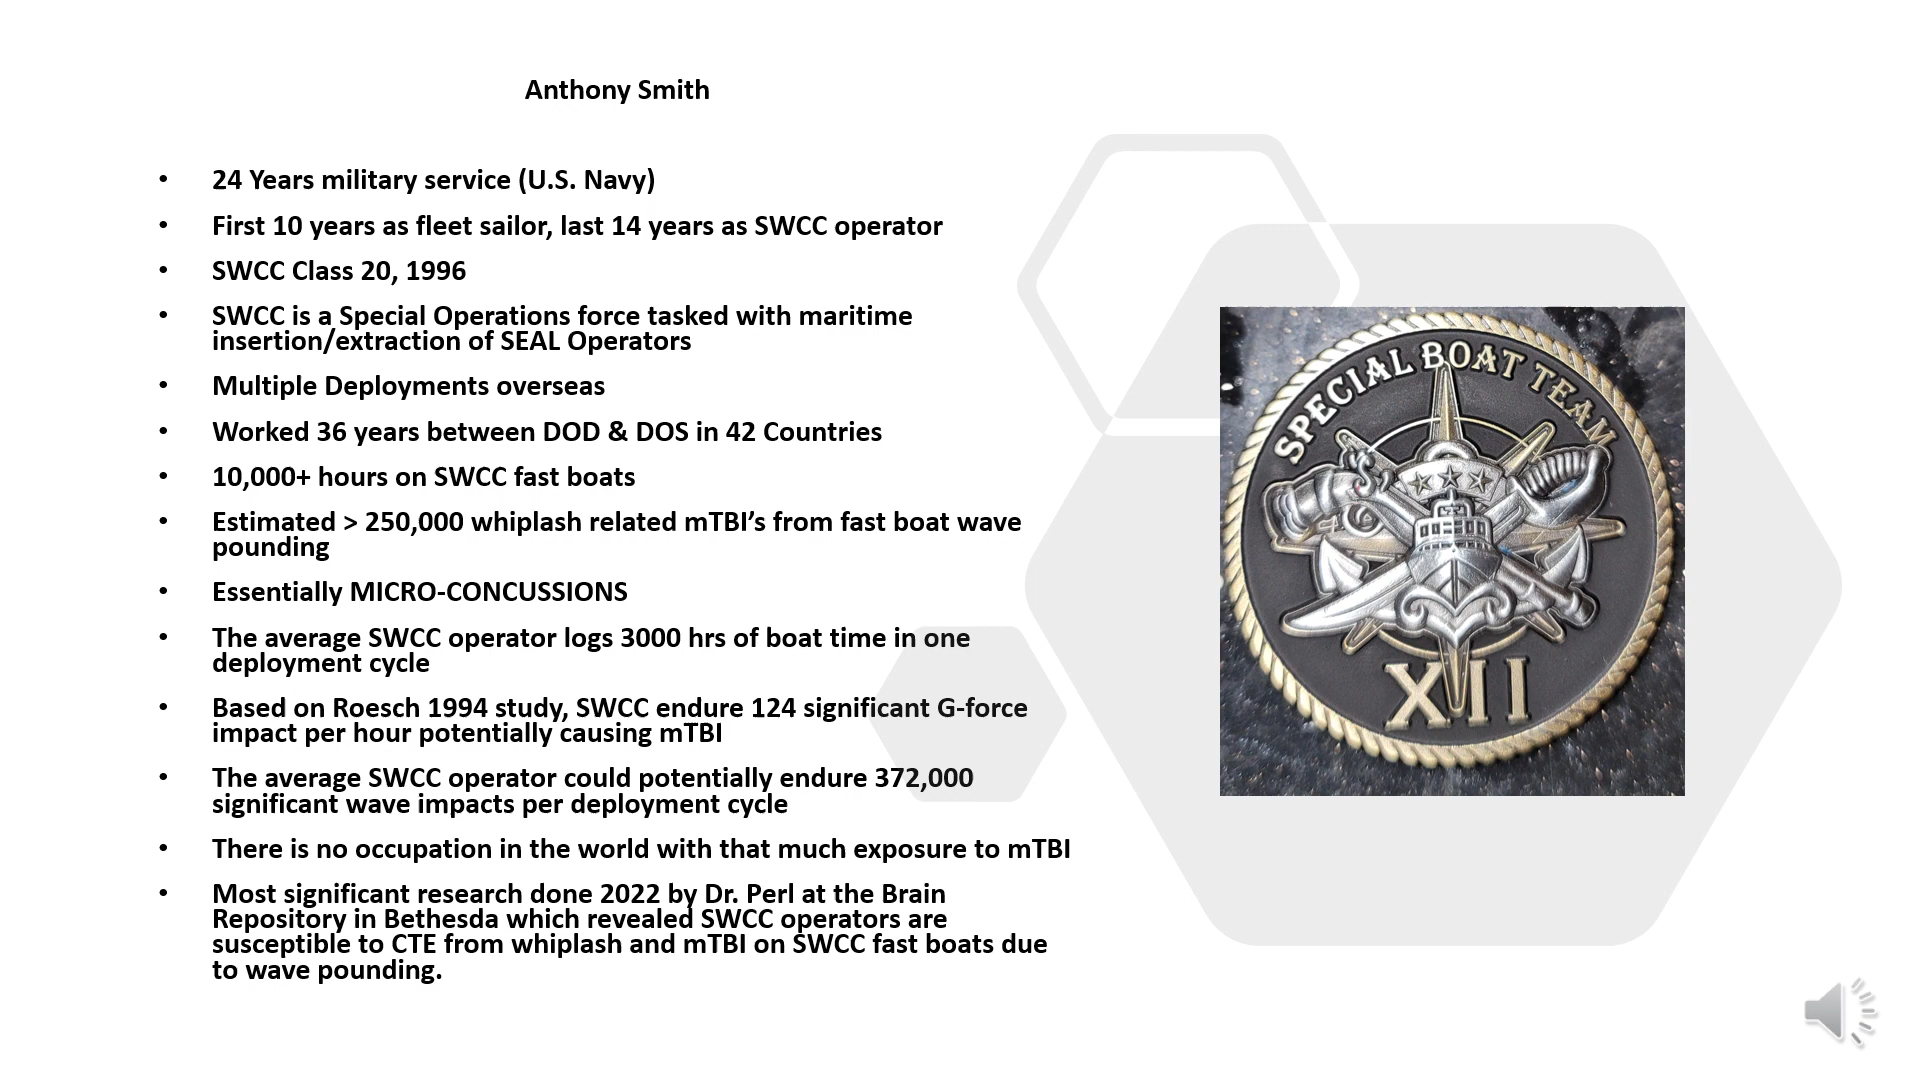 Anthony Smith
• 24 Years military service (U.S. Navy)
• First 10 years as fleet sailor, last 14 years as SWCC operator
• SWCC Class 20, 1996
• SWCC is a Special Operations force tasked with maritime
insertion/extraction of SEAL Operators
• Multiple Deployments overseas
• Worked 36 years between DOD & DOS in 42 Countries
• 10,000+ hours on SWCC fast boats
• Estimated > 250,000 whiplash related mTBI’s from fast boat wave
pounding
• Essentially MICRO-CONCUSSIONS
• The average SWCC operator logs 3000 hrs of boat time in one
deployment cycle
• Based on Roesch 1994 study, SWCC endure 124 significant G-force
impact per hour potentially causing mTBI
• The average SWCC operator could potentially endure 372,000
significant wave impacts per deployment cycle
• There is no occupation in the world with that much exposure to mTBI
• Most significant research done 2022 by Dr. Perl at the Brain
Repository in Bethesda which revealed SWCC operators are
susceptible to CTE from whiplash and mTBI on SWCC fast boats due
to wave pounding.
SPECIAL BOAT TEAM
XII